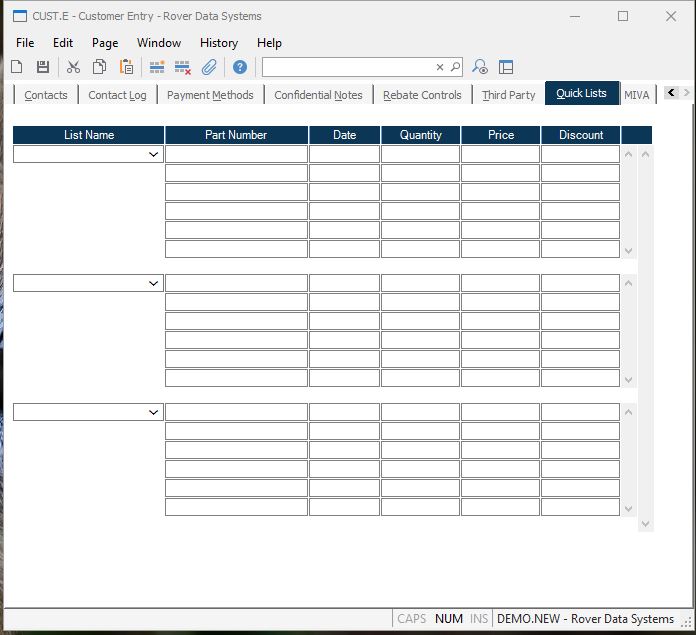 CUST.E - Customer Entry - Rover Data Systems
File Edit Page Window History Help
Contacts Contact Log Payment Methods Confidential Notes Rebate Controls Third Party Quick Lists MIVA
List Name Part Number Date Quantity Price Discount
CAPS NUM INS DEMO.NEW - Rover Data Systems